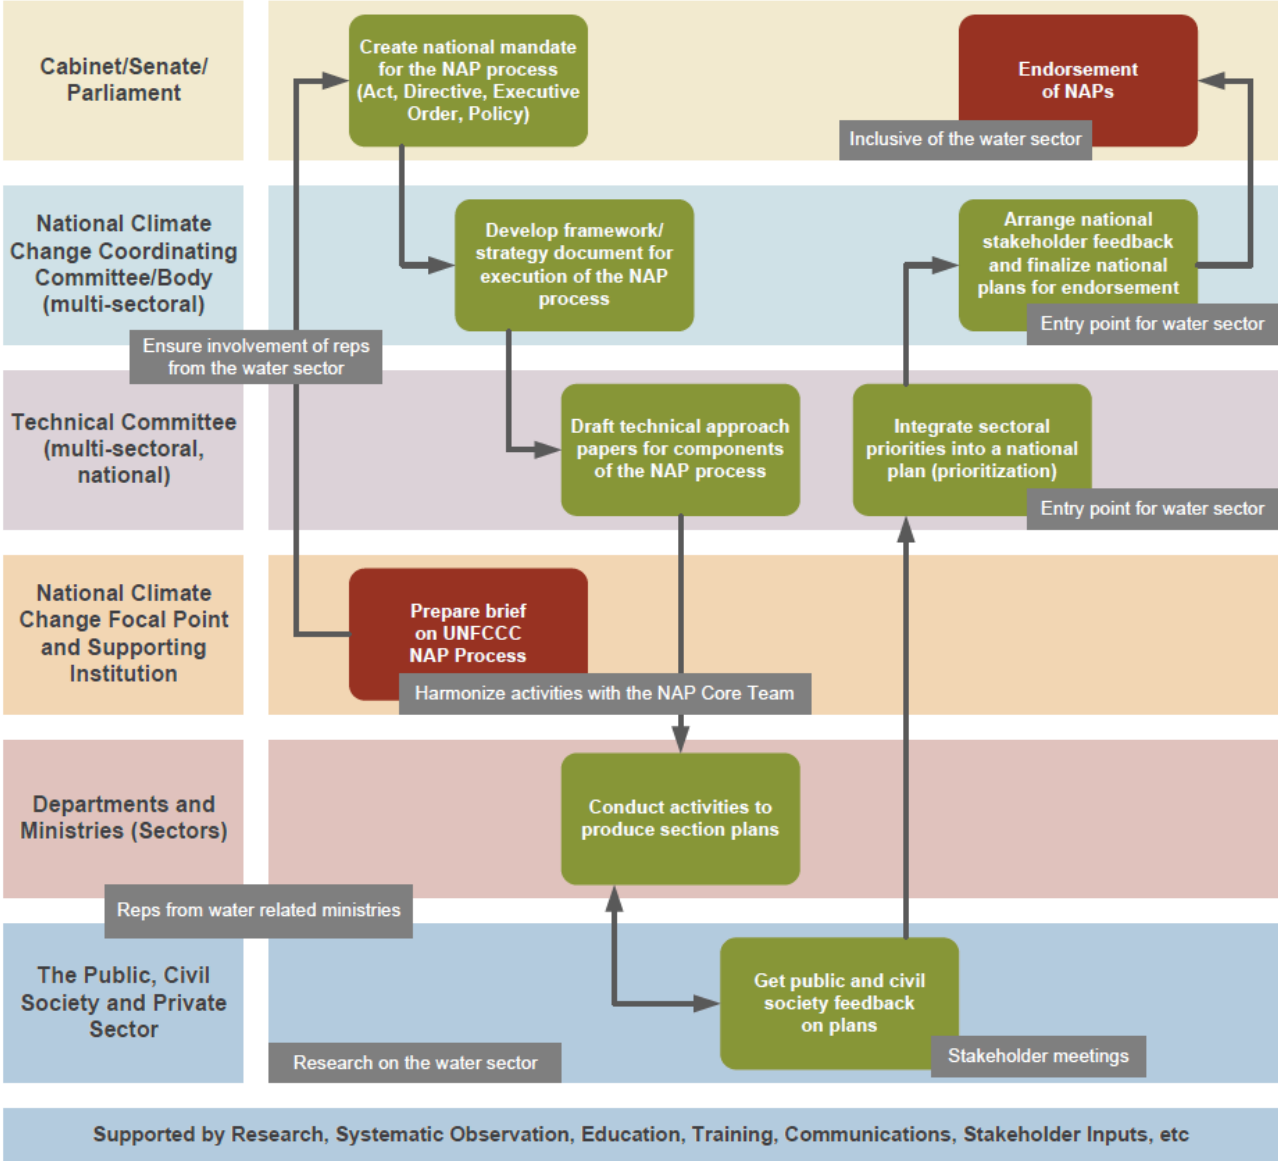 Cabinet/Senate/
Parliament
Create national mandate
for the NAP process
(Act, Directive, Executive
Order, Policy)
Endorsement
of NAPs
Inclusive of the water sector
National Climate
Change Coordinating
Committee/Body
(multi-sectoral)
Develop framework/
strategy document for
execution of the NAP
process
Arrange national
stakeholder feedback
and finalize national
plans for endorsement
Entry point for water sector
Ensure involvement of reps
from the water sector
Technical Committee
(multi-sectoral,
national)
Draft technical approach
papers for components
of the NAP process
Integrate sectoral
priorities into a national
plan (prioritization)
Entry point for water sector
National Climate
Change Focal Point
and Supporting
Institution
Prepare brief
on UNFCCC
NAP Process
Harmonize activities with the NAP Core Team
Departments and
Ministries (Sectors)
Conduct activities to
produce section plans
Reps from water related ministries
The Public, Civil
Society and Private
Sector
Get public and civil
society feedback
on plans
Research on the water sector
Stakeholder meetings
Supported by Research, Systematic Observation, Education, Training, Communications, Stakeholder Inputs, etc